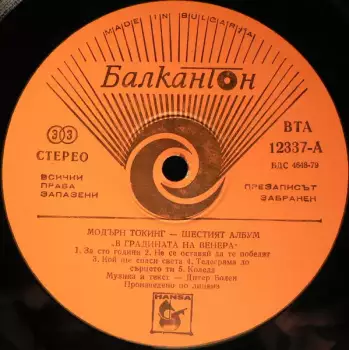 MADE IN BULGARIA
Балкантон
33
СТЕРЕО
ВТА
12337-А
БДС 4848-79
ВСИЧКИ
ПРАВА
ЗАПАЗЕНИ
ПРЕЗАПИСЪТ
ЗАБРАНЕН
МОДЪРН ТОКИНГ — ШЕСТИЯТ АЛБУМ
„В ГРАДИНАТА НА ВЕНЕРА“
1. За сто години 2. Не се оставяй да те победят
3. Кой ще спаси света 4. Телеграма до
сърцето ти 5. Коледа
Музика и текст — Дитер Болен
Произведено по лиценз
HANSA